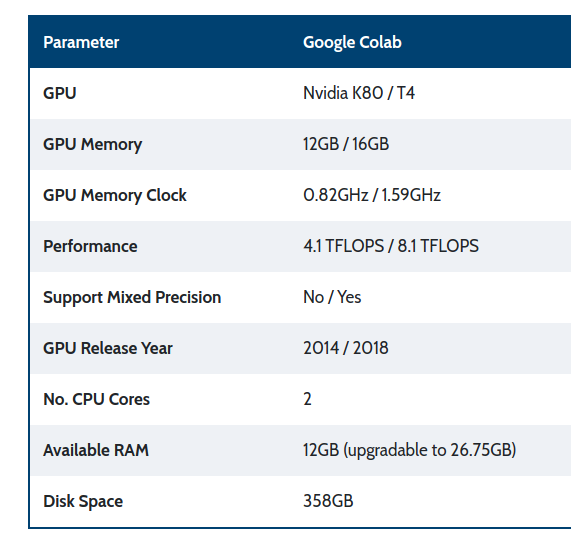 Parameter Google Colab
GPU Nvidia K80 / T4
GPU Memory 12GB / 16GB
GPU Memory Clock 0.82GHz / 1.59GHz
Performance 4.1 TFLOPS / 8.1 TFLOPS
Support Mixed Precision No / Yes
GPU Release Year 2014 / 2018
No. CPU Cores 2
Available RAM 12GB (upgradable to 26.75GB)
Disk Space 358GB